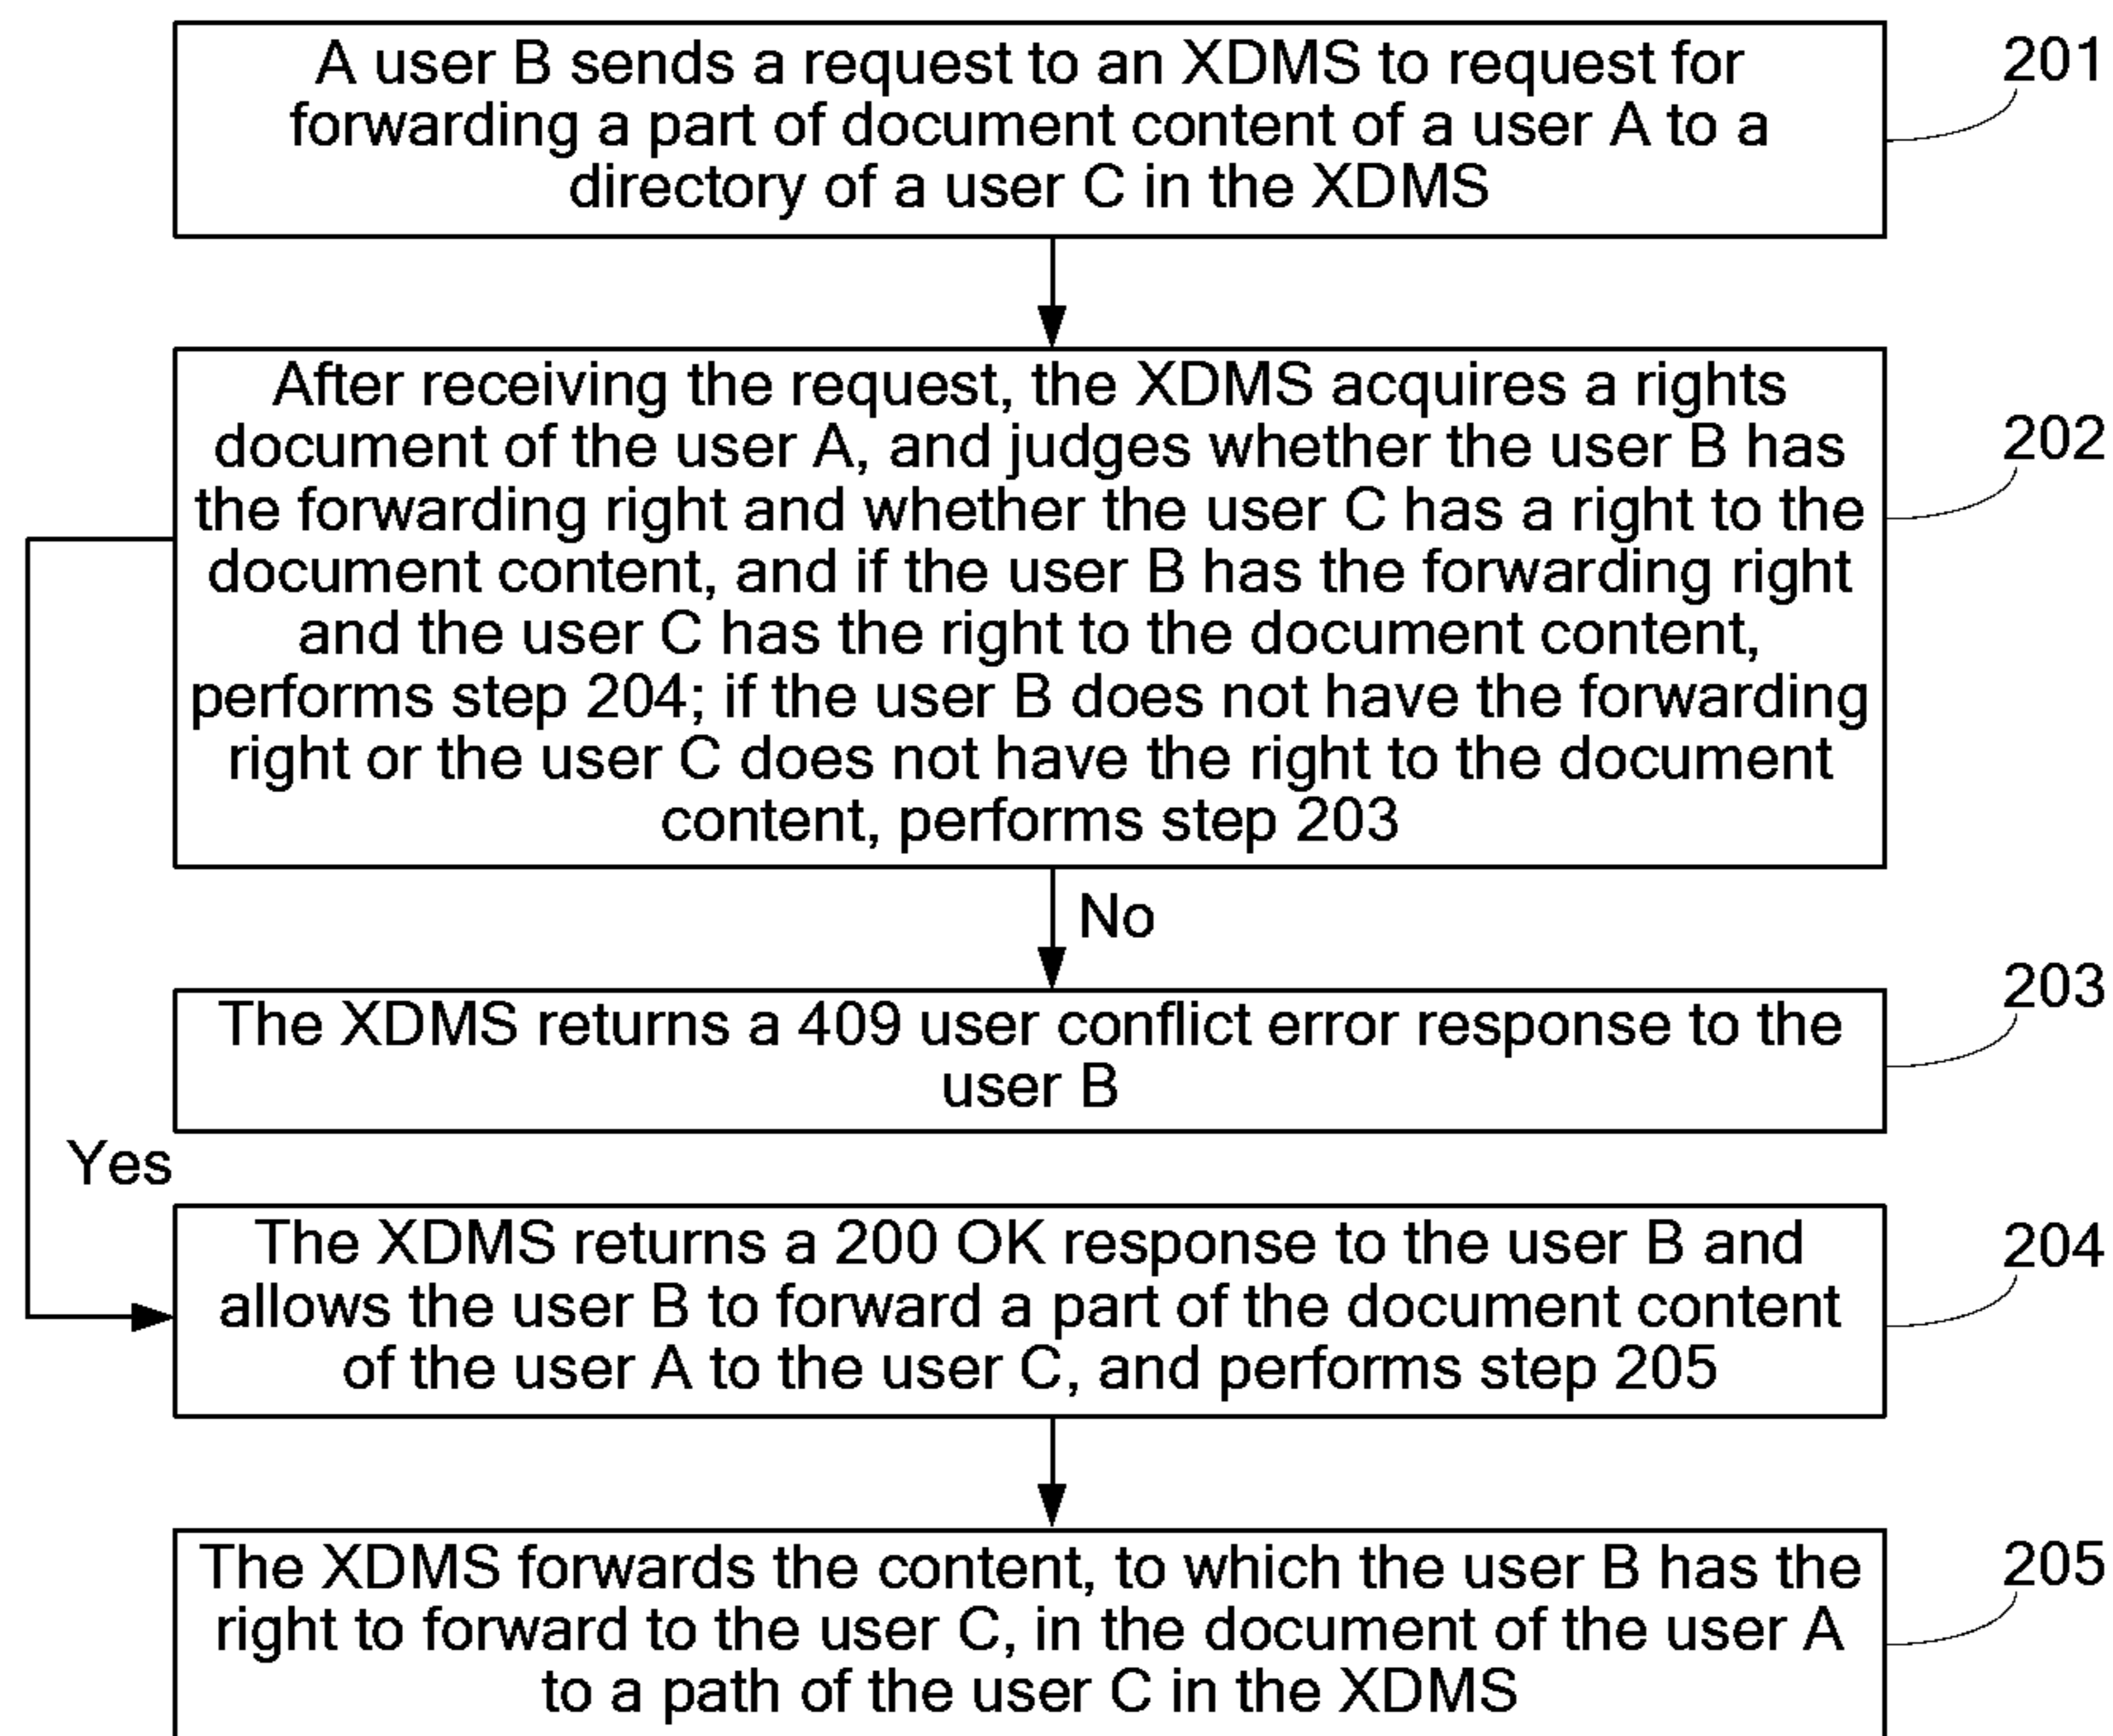 A user B sends a request to an XDMS to request for
forwarding a part of document content of a user A to a
directory of a user C in the XDMS
201
After receiving the request, the XDMS acquires a rights
document of the user A, and judges whether the user B has
the forwarding right and whether the user C has a right to the
document content, and if the user B has the forwarding right
and the user C has the right to the document content,
performs step 204; if the user B does not have the forwarding
right or the user C does not have the right to the document
content, performs step 203
202
No
The XDMS returns a 409 user conflict error response to the
user B
203
Yes
The XDMS returns a 200 OK response to the user B and
allows the user B to forward a part of the document content
of the user A to the user C, and performs step 205
204
The XDMS forwards the content, to which the user B has the
right to forward to the user C, in the document of the user A
to a path of the user C in the XDMS
205